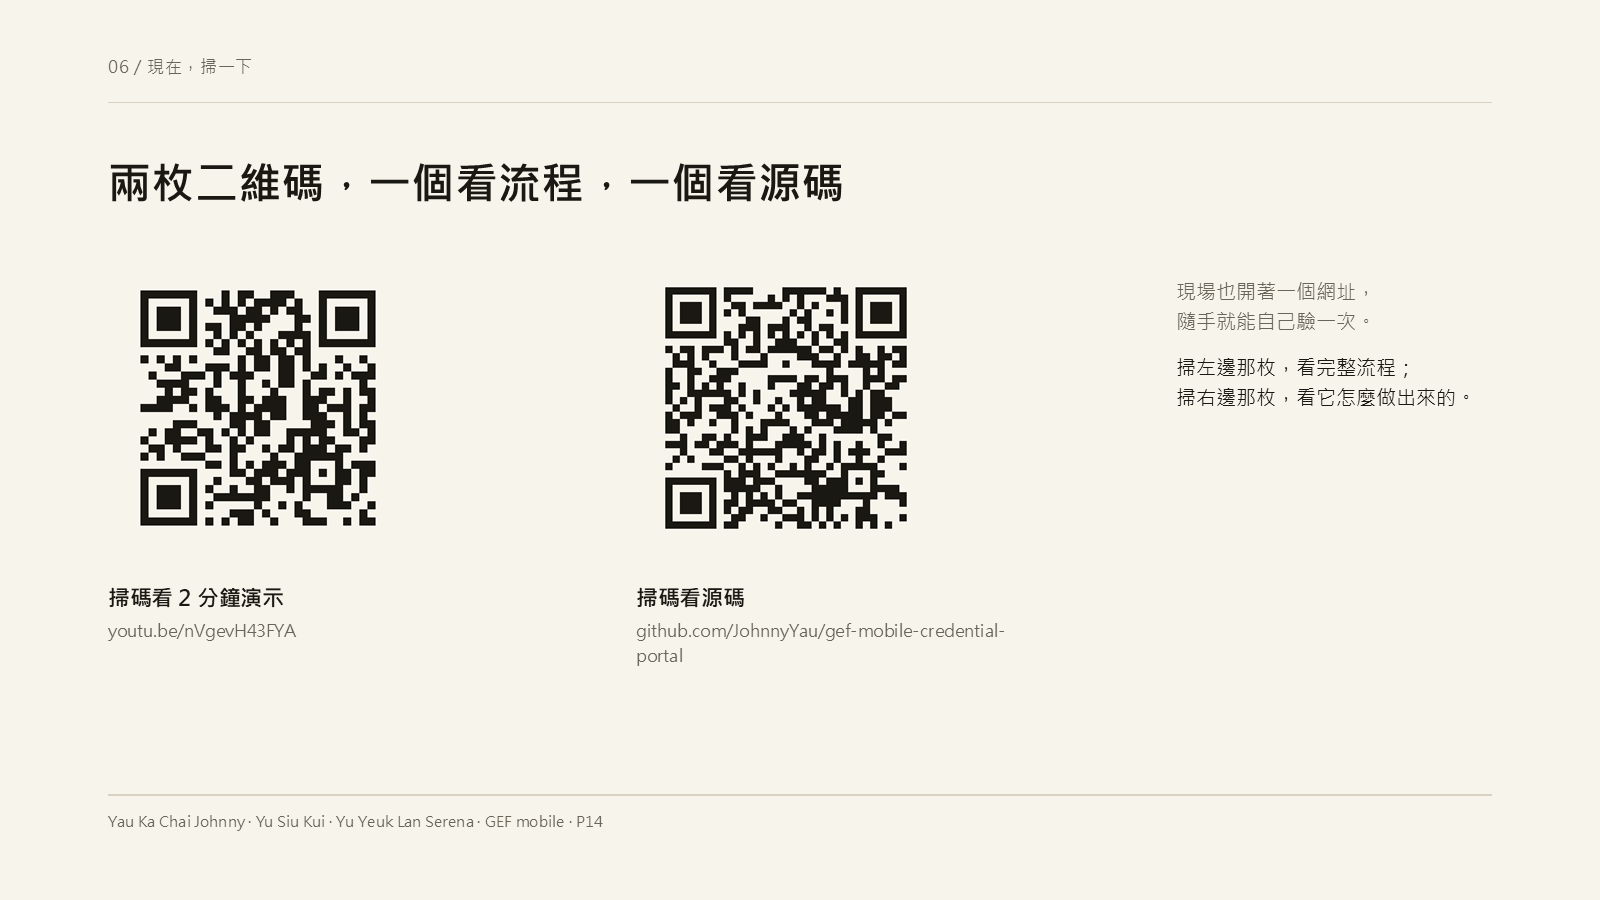 06 / 現在，掃一下
兩枚二維碼，一個看流程，一個看源碼
現場也開著一個網址，
隨手就能自己驗一次。
掃左邊那枚，看完整流程；
掃右邊那枚，看它怎麼做出來的。
掃碼看 2 分鐘演示
youtu.be/nVgevH43FYA
掃碼看源碼
github.com/JohnnyYau/gef-mobile-credential-
portal
Yau Ka Chai Johnny · Yu Siu Kui · Yu Yeuk Lan Serena · GEF mobile · P14